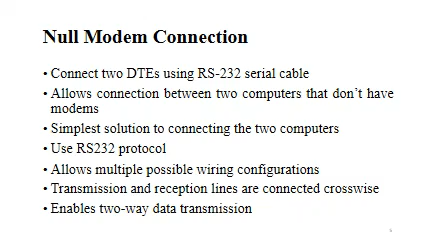 Null Modem Connection
• Connect two DTEs using RS-232 serial cable
• Allows connection between two computers that don't have
modems
• Simplest solution to connecting the two computers
• Use RS232 protocol
• Allows multiple possible wiring configurations
• Transmission and reception lines are connected crosswise
• Enables two-way data transmission